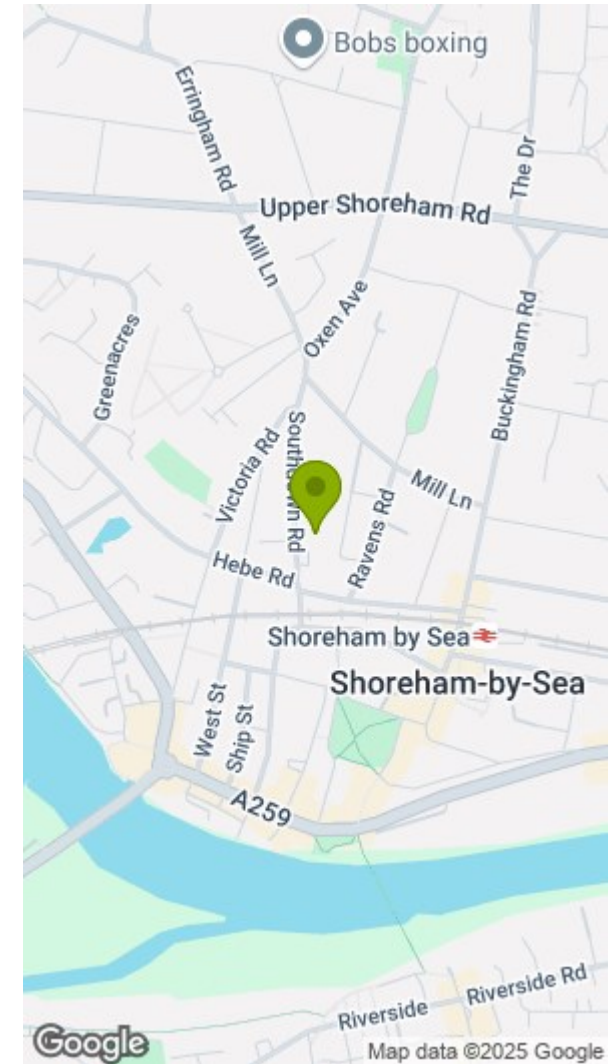 Bobs boxing
Erringham Rd
The Dr
Upper Shoreham Rd
Mill Ln
Oxen Ave
Greenacres
Buckingham Rd
Victoria Rd
Southdown Rd
Mill Ln
Ravens Rd
Hebe Rd
Shoreham by Sea
Shoreham-by-Sea
West St
Ship St
A259
Riverside
Riverside Rd
Google
Map data ©2025 Google